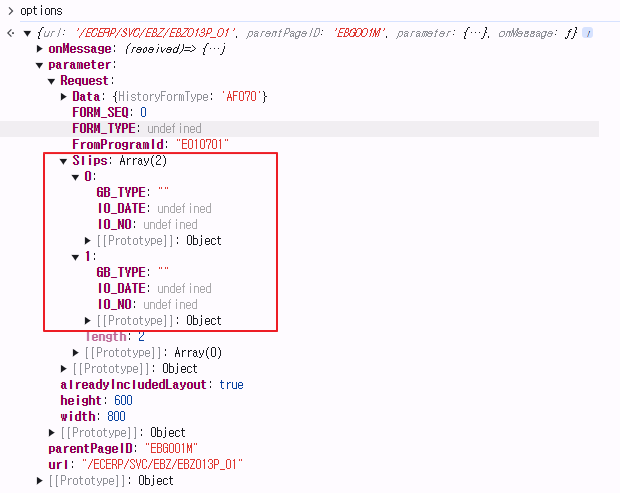 > options
{url: '/ECERP/SVC/EBZ/EBZ013P_01', parentPageID: 'EBG001M', parameter: {…}, onMessage: ƒ}
onMessage: (received)=> {…}
parameter:
Request:
Data: {HistoryFormType: 'AF070'}
FORM_SEQ: 0
FORM_TYPE: undefined
FromProgramId: "E010701"
Slips: Array(2)
0:
GB_TYPE: ""
IO_DATE: undefined
IO_NO: undefined
[[Prototype]]: Object
1:
GB_TYPE: ""
IO_DATE: undefined
IO_NO: undefined
[[Prototype]]: Object
length: 2
[[Prototype]]: Array(0)
[[Prototype]]: Object
alreadyIncludedLayout: true
height: 600
width: 800
[[Prototype]]: Object
parentPageID: "EBG001M"
url: "/ECERP/SVC/EBZ/EBZ013P_01"
[[Prototype]]: Object